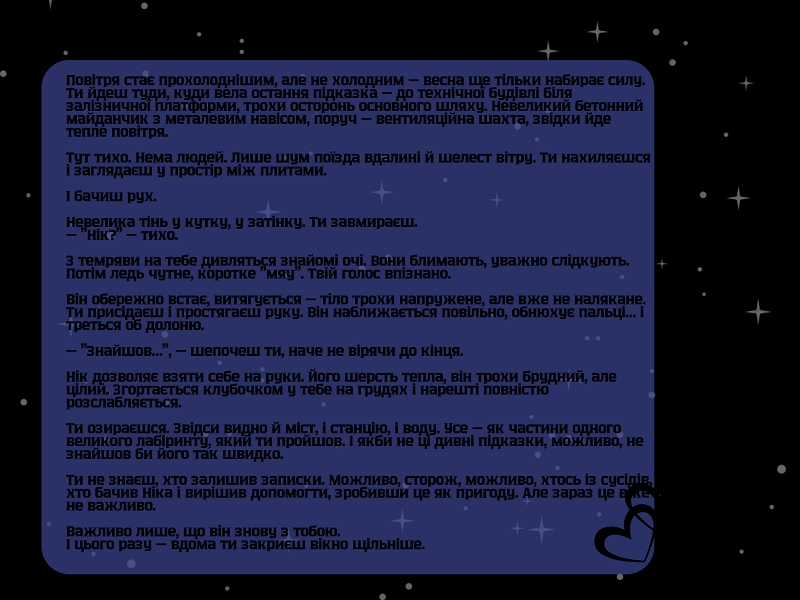 Повітря стає прохолоднішим, але не холодним — весна ще тільки набирає силу.
Ти йдеш туди, куди вела остання підказка — до технічної будівлі біля
залізничної платформи, трохи осторонь основного шляху. Невеликий бетонний
майданчик з металевим навісом, поруч — вентиляційна шахта, звідки йде
тепле повітря.
Тут тихо. Нема людей. Лише шум поїзда вдалині й шелест вітру. Ти нахиляєшся
і заглядаєш у простір між плитами.
І бачиш рух.
Невелика тінь у кутку, у затінку. Ти завмираєш.
— "Нік?" — тихо.
З темряви на тебе дивляться знайомі очі. Вони блимають, уважно слідкують.
Потім ледь чутне, коротке "мяу". Твій голос впізнано.
Він обережно встає, витягується — тіло трохи напружене, але вже не налякане.
Ти присідаєш і простягаєш руку. Він наближається повільно, обнюхує пальці... і
треться об долоню.
— "Знайшов...", — шепочеш ти, наче не вірячи до кінця.
Нік дозволяє взяти себе на руки. Його шерсть тепла, він трохи брудний, але
цілий. Згортається клубочком у тебе на грудях і нарешті повністю
розслабляється.
Ти озираєшся. Звідси видно й міст, і станцію, і воду. Усе — як частини одного
великого лабіринту, який ти пройшов. І якби не ці дивні підказки, можливо, не
знайшов би його так швидко.
Ти не знаєш, хто залишив записки. Можливо, сторож, можливо, хтось із сусідів,
хто бачив Ніка і вирішив допомогти, зробивши це як пригоду. Але зараз це вже
не важливо.
Важливо лише, що він знову з тобою.
І цього разу — вдома ти закриєш вікно щільніше.